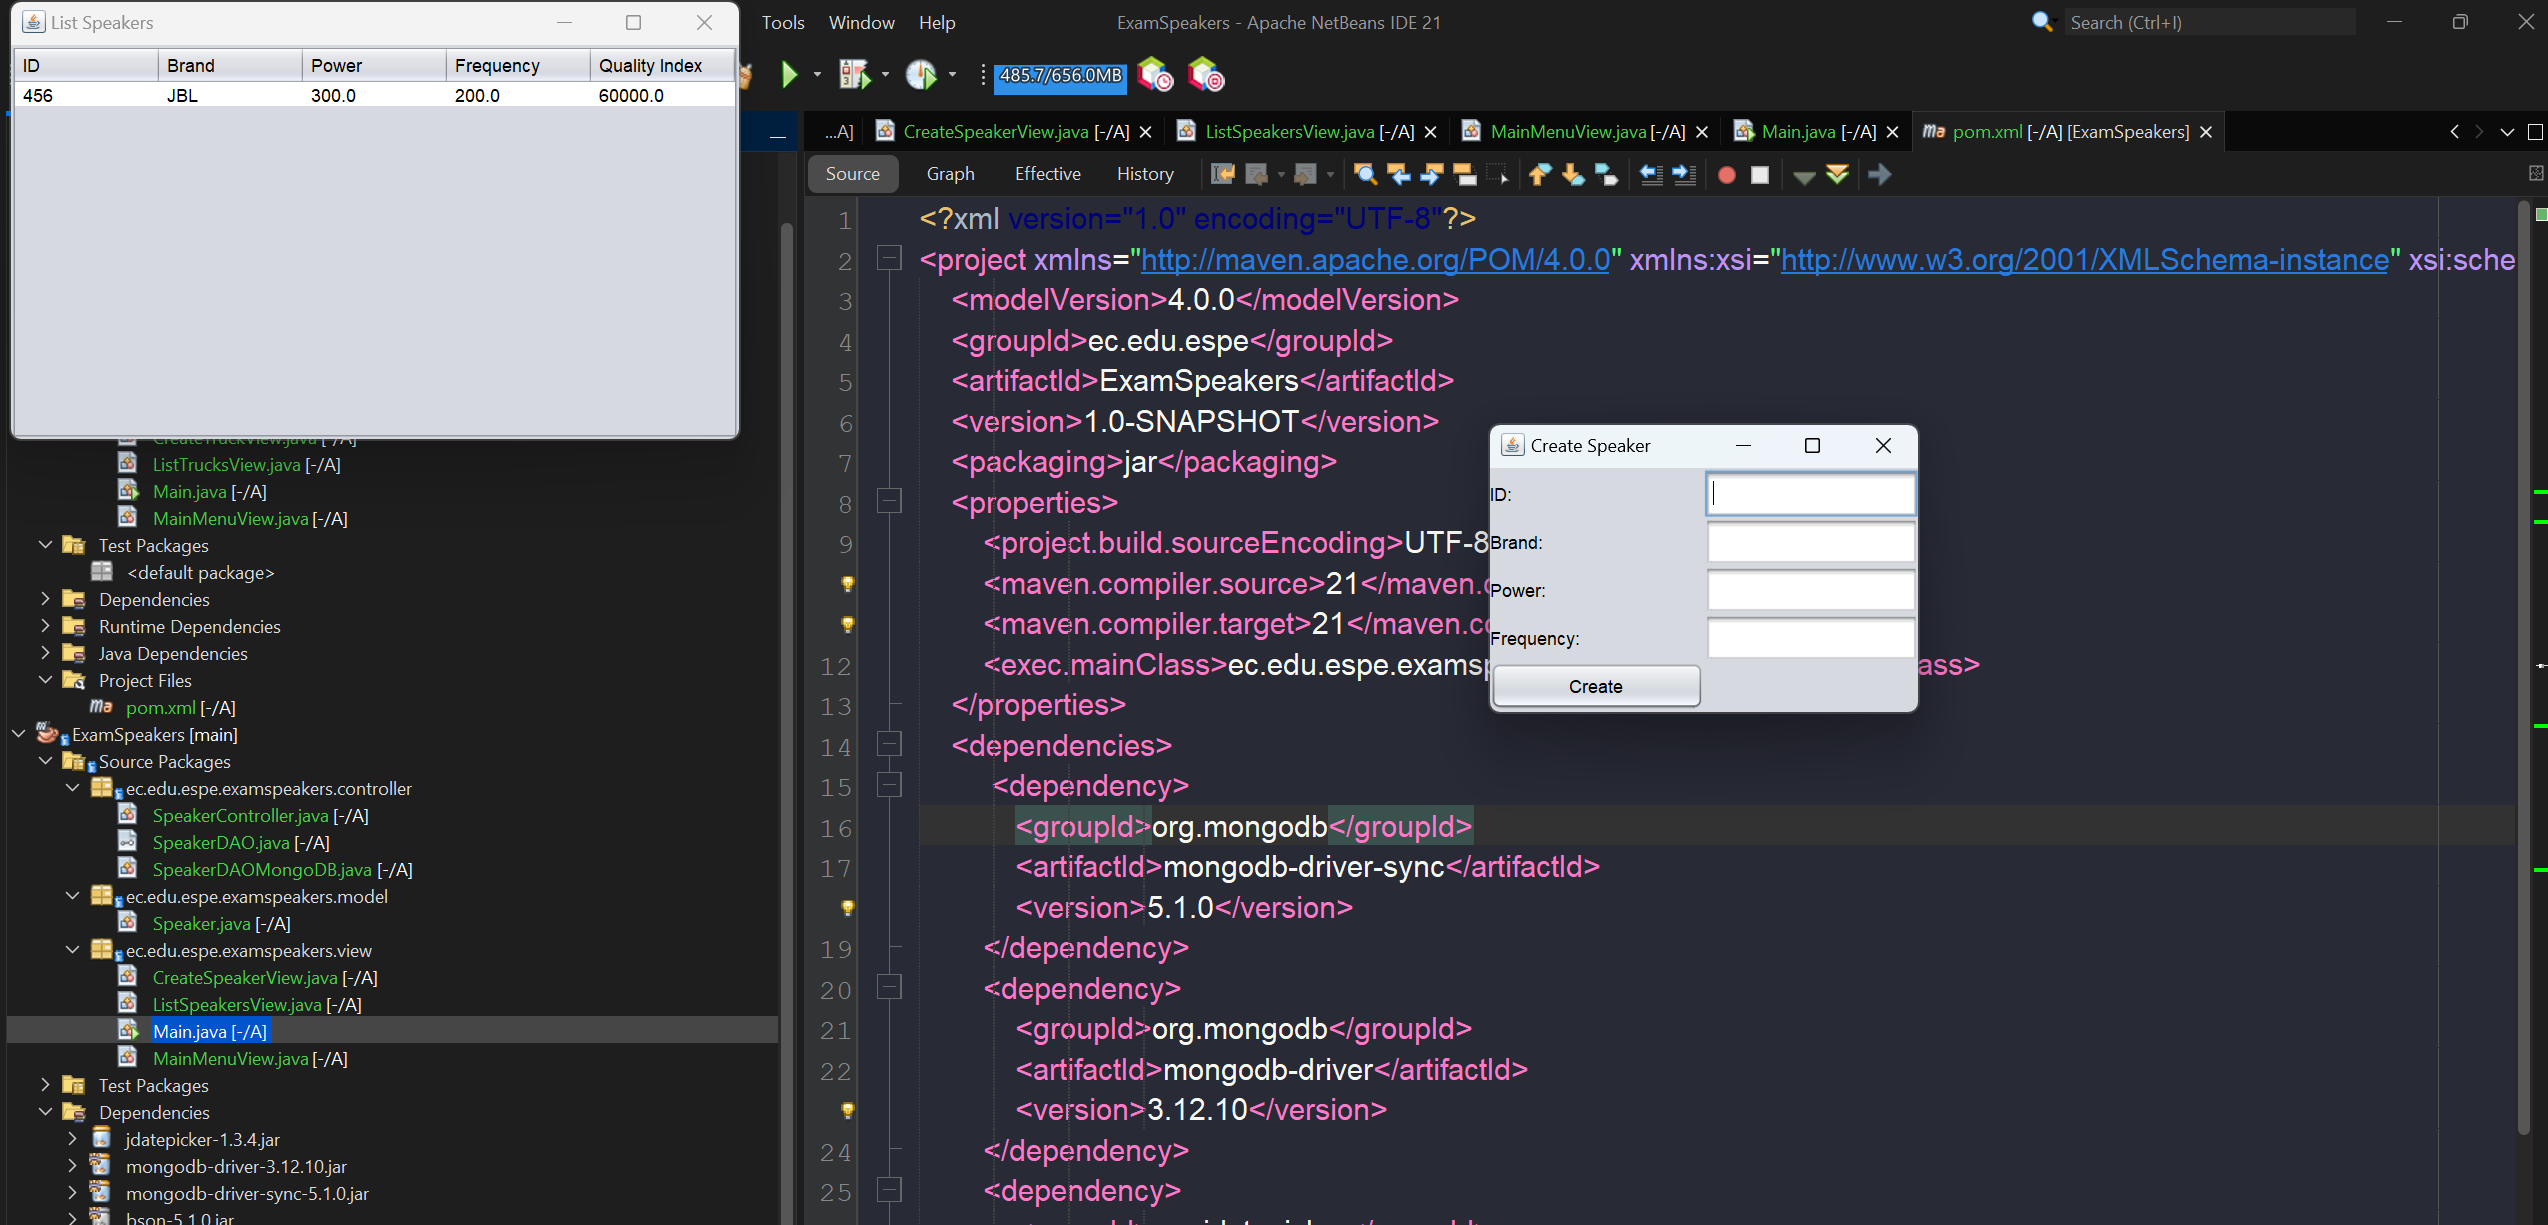 List Speakers
ID Brand Power Frequency Quality Index
456 JBL 300.0 200.0 60000.0
Tools Window Help
ExamSpeakers - Apache NetBeans IDE 21
Search (Ctrl+I)
485.7/656.0MB
...A] CreateSpeakerView.java [-/A] ListSpeakersView.java [-/A] MainMenuView.java [-/A] Main.java [-/A] pom.xml [-/A] [ExamSpeakers]
Source Graph Effective History
CreateTruckView.java [-/A]
ListTrucksView.java [-/A]
Main.java [-/A]
MainMenuView.java [-/A]
Test Packages
<default package>
Dependencies
Runtime Dependencies
Java Dependencies
Project Files
pom.xml [-/A]
ExamSpeakers [main]
Source Packages
ec.edu.espe.examspeakers.controller
SpeakerController.java [-/A]
SpeakerDAO.java [-/A]
SpeakerDAOMongoDB.java [-/A]
ec.edu.espe.examspeakers.model
Speaker.java [-/A]
ec.edu.espe.examspeakers.view
CreateSpeakerView.java [-/A]
ListSpeakersView.java [-/A]
Main.java [-/A]
MainMenuView.java [-/A]
Test Packages
Dependencies
jdatepicker-1.3.4.jar
mongodb-driver-3.12.10.jar
mongodb-driver-sync-5.1.0.jar
bson-5.1.0.jar
1 <?xml version="1.0" encoding="UTF-8"?>
2 <project xmlns="http://maven.apache.org/POM/4.0.0" xmlns:xsi="http://www.w3.org/2001/XMLSchema-instance" xsi:sche
3 <modelVersion>4.0.0</modelVersion>
4 <groupId>ec.edu.espe</groupId>
5 <artifactId>ExamSpeakers</artifactId>
6 <version>1.0-SNAPSHOT</version>
7 <packaging>jar</packaging>
8 <properties>
9 <project.build.sourceEncoding>UTF-8
<maven.compiler.source>21</maven.c
<maven.compiler.target>21</maven.co
12 <exec.mainClass>ec.edu.espe.examsp ass>
13 </properties>
14 <dependencies>
15 <dependency>
16 <groupId>org.mongodb</groupId>
17 <artifactId>mongodb-driver-sync</artifactId>
<version>5.1.0</version>
19 </dependency>
20 <dependency>
21 <groupId>org.mongodb</groupId>
22 <artifactId>mongodb-driver</artifactId>
<version>3.12.10</version>
24 </dependency>
25 <dependency>
Create Speaker
ID:
Brand:
Power:
Frequency:
Create